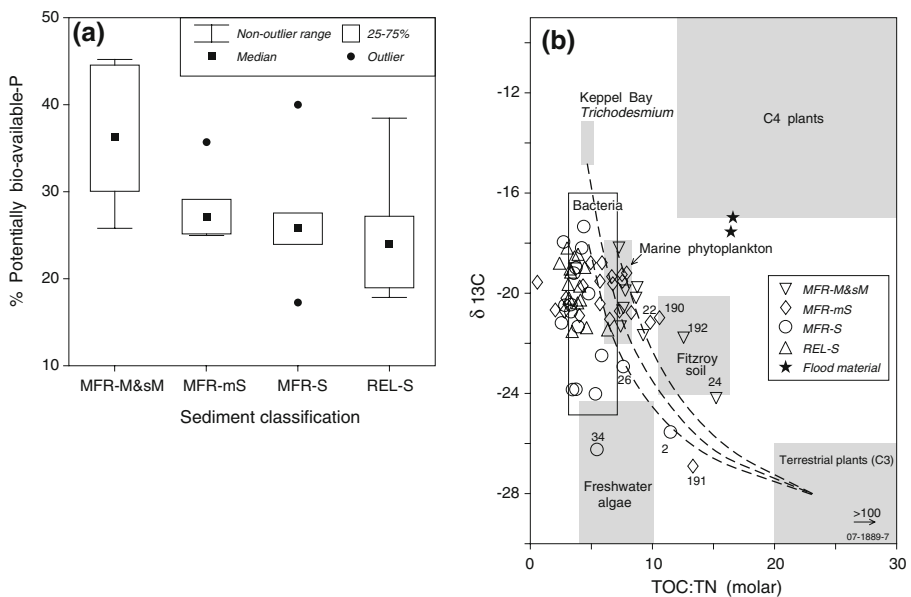 (a)
Non-outlier range
25-75%
Median
Outlier
% Potentially bio-available-P
50
40
30
20
10
MFR-M&sM
MFR-mS
MFR-S
REL-S
Sediment classification
(b)
δ 13C
-12
-16
-20
-24
-28
Keppel Bay
Trichodesmium
C4 plants
Bacteria
Marine phytoplankton
MFR-M&sM
MFR-mS
MFR-S
REL-S
Flood material
22
190
192
Fitzroy
soil
24
26
2
34
191
Freshwater
algae
Terrestrial plants (C3)
>100
07-1889-7
0
10
20
30
TOC:TN (molar)